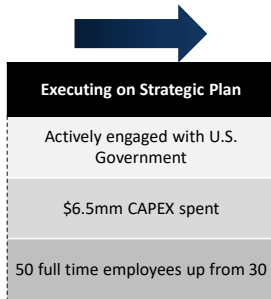 Executing on Strategic Plan
Actively engaged with U.S.
Government
$6.5mm CAPEX spent
50 full time employees up from 30